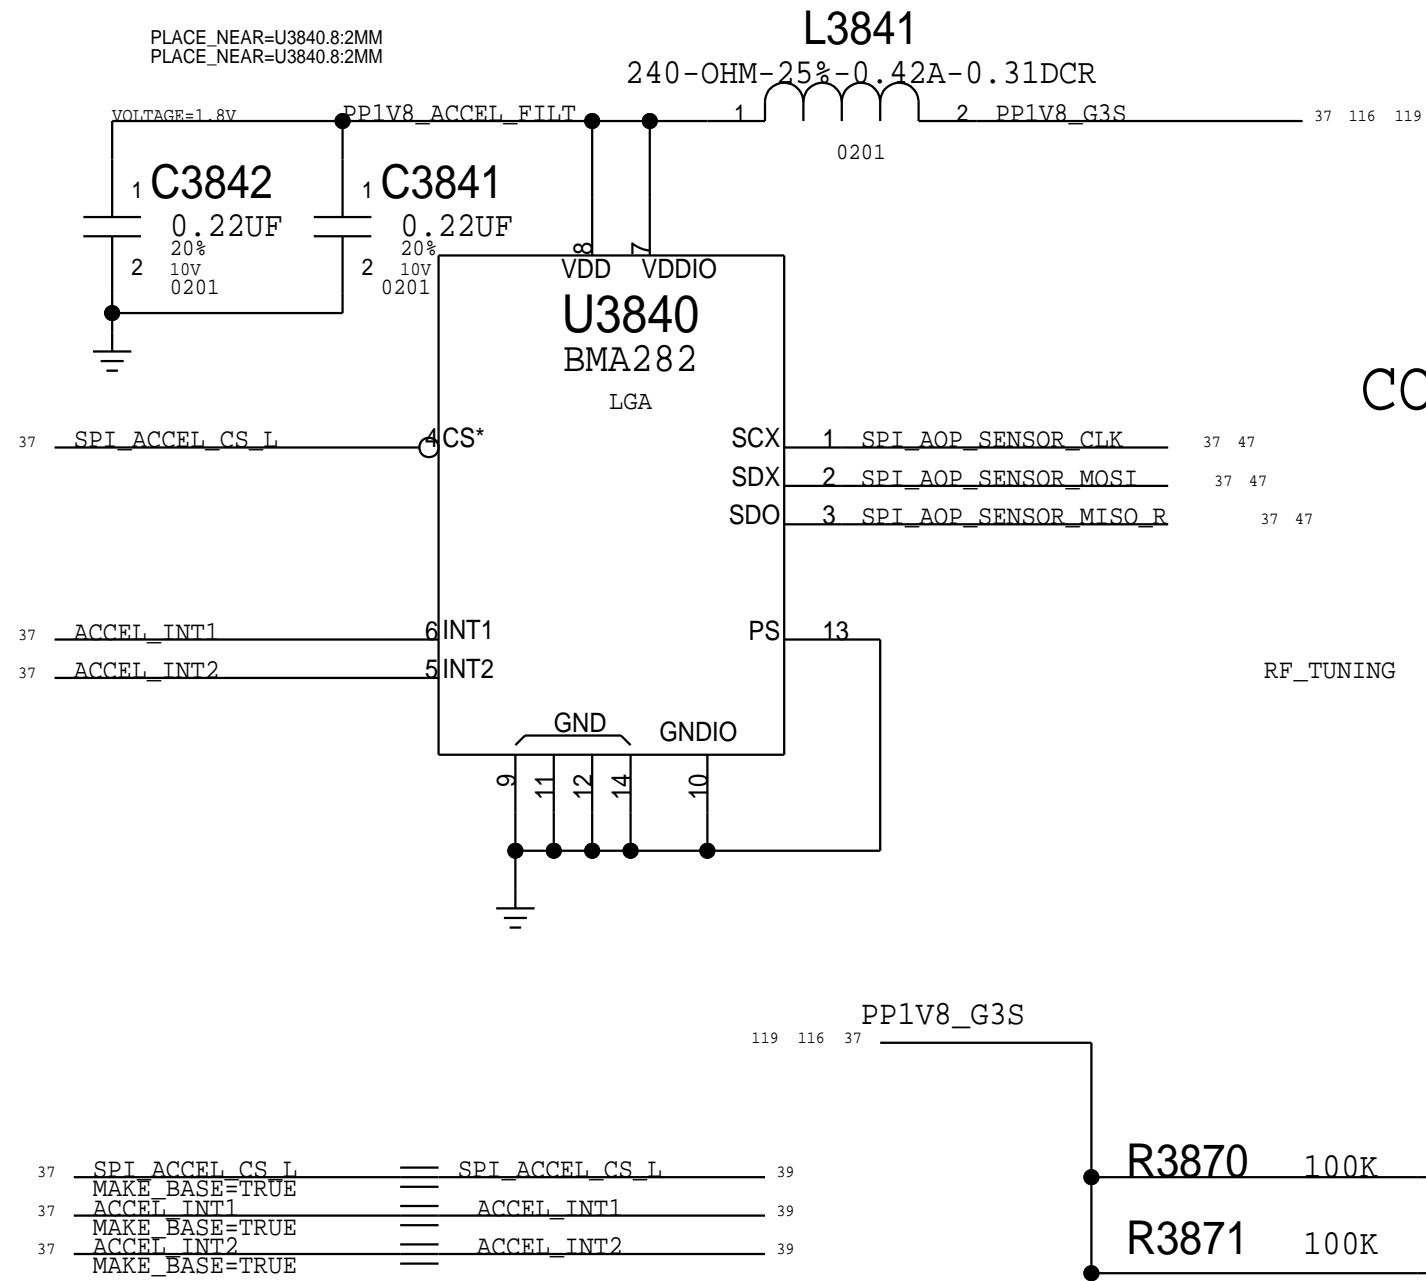 PLACE_NEAR=U3840.8:2MM
PLACE_NEAR=U3840.8:2MM
L3841
240-OHM-25%-0.42A-0.31DCR
VOLTAGE=1.8V
PP1V8_ACCEL_FILT
1
2
PP1V8_G3S
37 116 119
0201
1 C3842
0.22UF
20%
2 10V
0201
1 C3841
0.22UF
20%
2 10V
0201
8
7
VDD
VDDIO
U3840
BMA282
LGA
CO
37 SPI_ACCEL_CS_L
4 CS*
SCX 1 SPI_AOP_SENSOR_CLK 37 47
SDX 2 SPI_AOP_SENSOR_MOSI 37 47
SDO 3 SPI_AOP_SENSOR_MISO_R 37 47
37 ACCEL_INT1 6 INT1
PS 13
37 ACCEL_INT2 5 INT2
RF_TUNING
GND
GNDIO
9
11
12
14
10
PP1V8_G3S
119 116 37
37 SPI_ACCEL_CS_L SPI_ACCEL_CS_L 39
MAKE_BASE=TRUE
37 ACCEL_INT1 ACCEL_INT1 39
MAKE_BASE=TRUE
37 ACCEL_INT2 ACCEL_INT2 39
MAKE_BASE=TRUE
R3870 100K
R3871 100K